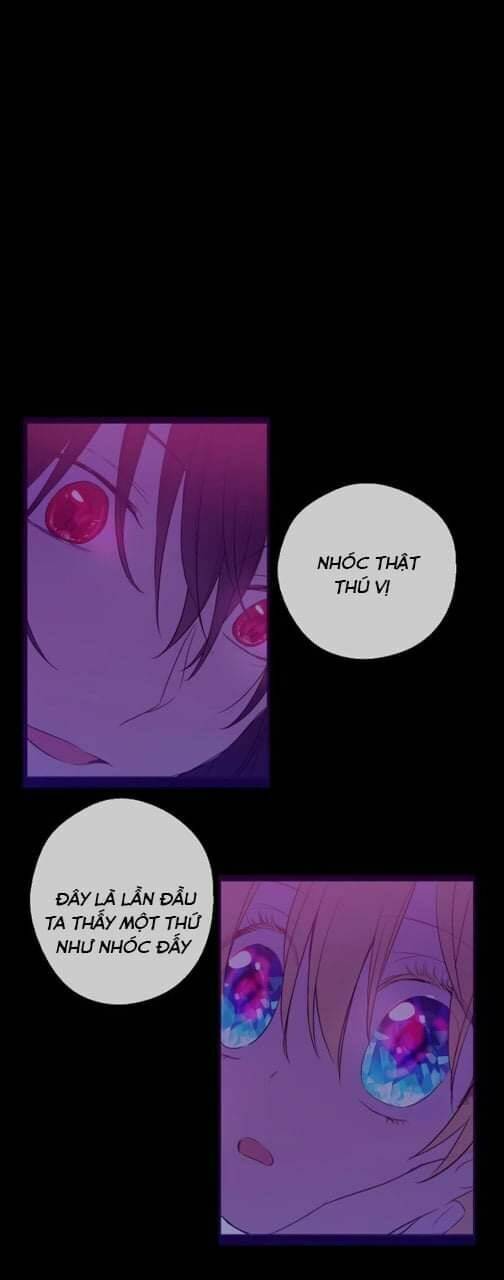 NHÓC THẬT
THÚ VỊ
ĐÂY LÀ LẦN ĐẦU
TA THẤY MỘT THỨ
NHƯ NHÓC ĐẤY